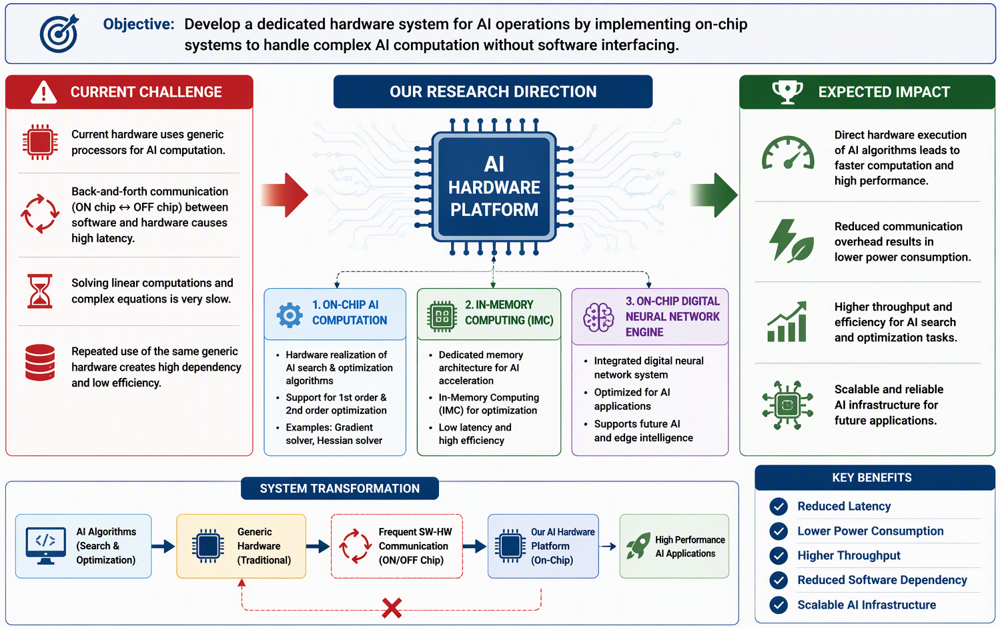 Objective: Develop a dedicated hardware system for AI operations by implementing on-chip
systems to handle complex AI computation without software interfacing.
CURRENT CHALLENGE
Current hardware uses generic
processors for AI computation.
Back-and-forth communication
(ON chip ↔ OFF chip) between
software and hardware causes
high latency.
Solving linear computations and
complex equations is very slow.
Repeated use of the same generic
hardware creates high dependency
and low efficiency.
OUR RESEARCH DIRECTION
AI
HARDWARE
PLATFORM
1. ON-CHIP AI
COMPUTATION
• Hardware realization of
AI search & optimization
algorithms
• Support for 1st order &
2nd order optimization
• Examples: Gradient
solver, Hessian solver
2. IN-MEMORY
COMPUTING (IMC)
• Dedicated memory
architecture for AI
acceleration
• In-Memory Computing
(IMC) for optimization
• Low latency and
high efficiency
3. ON-CHIP DIGITAL
NEURAL NETWORK
ENGINE
• Integrated digital neural
network system
• Optimized for AI
applications
• Supports future AI
and edge intelligence
EXPECTED IMPACT
Direct hardware execution
of AI algorithms leads to
faster computation and
high performance.
Reduced communication
overhead results in
lower power consumption.
Higher throughput and
efficiency for AI search
and optimization tasks.
Scalable and reliable
AI infrastructure for
future applications.
SYSTEM TRANSFORMATION
</>
AI Algorithms
(Search &
Optimization)
Generic
Hardware
(Traditional)
Frequent SW-HW
Communication
(ON/OFF Chip)
Our AI Hardware
Platform
(On-Chip)
High Performance
AI Applications
KEY BENEFITS
Reduced Latency
Lower Power Consumption
Higher Throughput
Reduced Software Dependency
Scalable AI Infrastructure